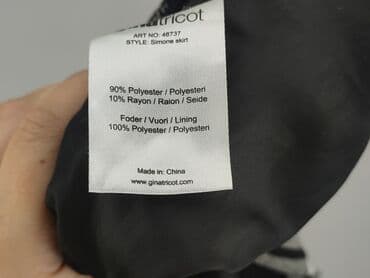 ginatricot
ART NO: 46737
STYLE: Simone skirt
90% Polyester / Polyesteri
10% Rayon / Raion / Seide
Foder / Vuori / Lining
100% Polyester / Polyesteri
Made in: China
www.ginatricot.com